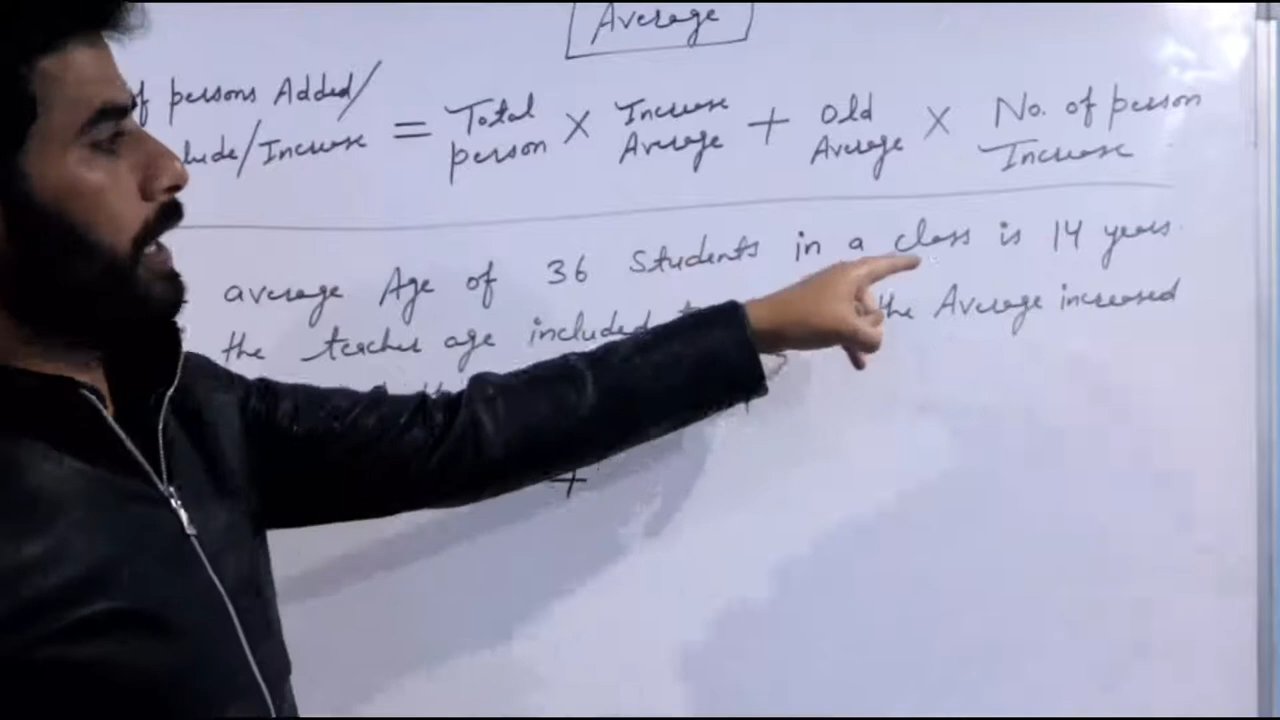 Average
of persons Added/ = Total person × Increase Average + old Average × No. of person Increase
/Increase
average Age of 36 Students in a class is 14 years.
the teacher age included the Average increased
+